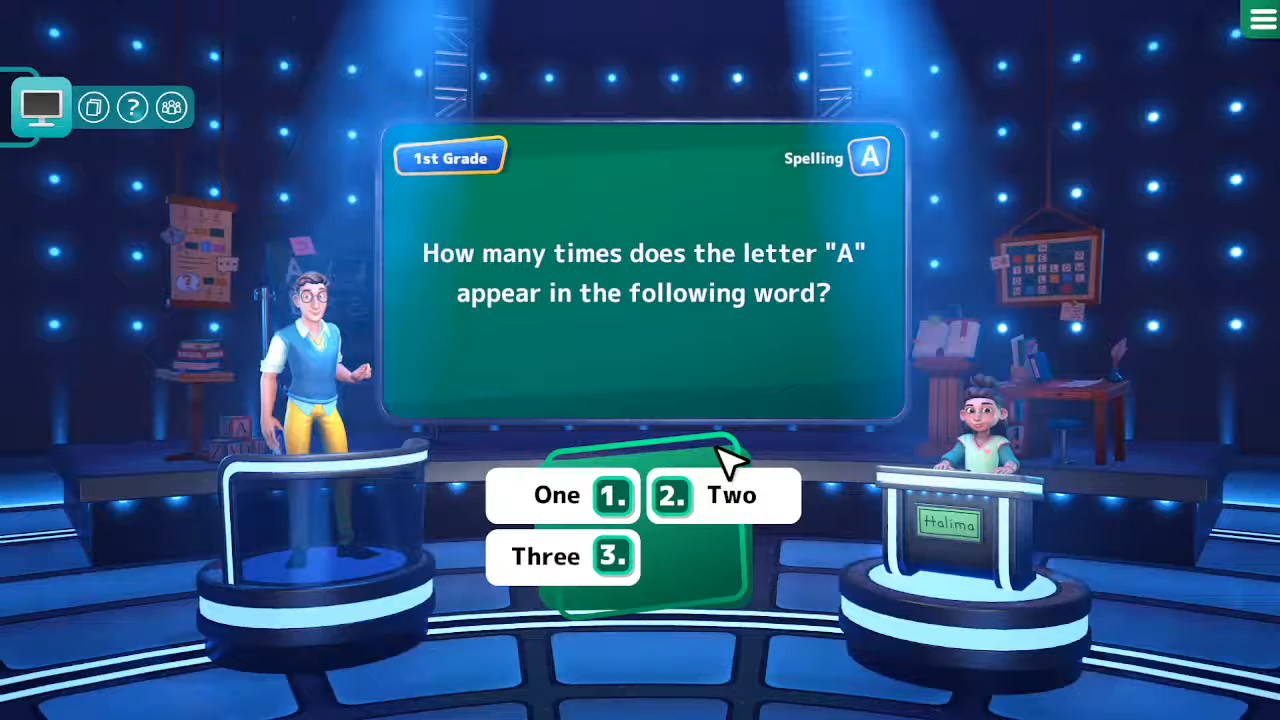 1st Grade
Spelling A
How many times does the letter "A"
appear in the following word?
?
One 1.
2. Two
Three 3.
Halima
A
A